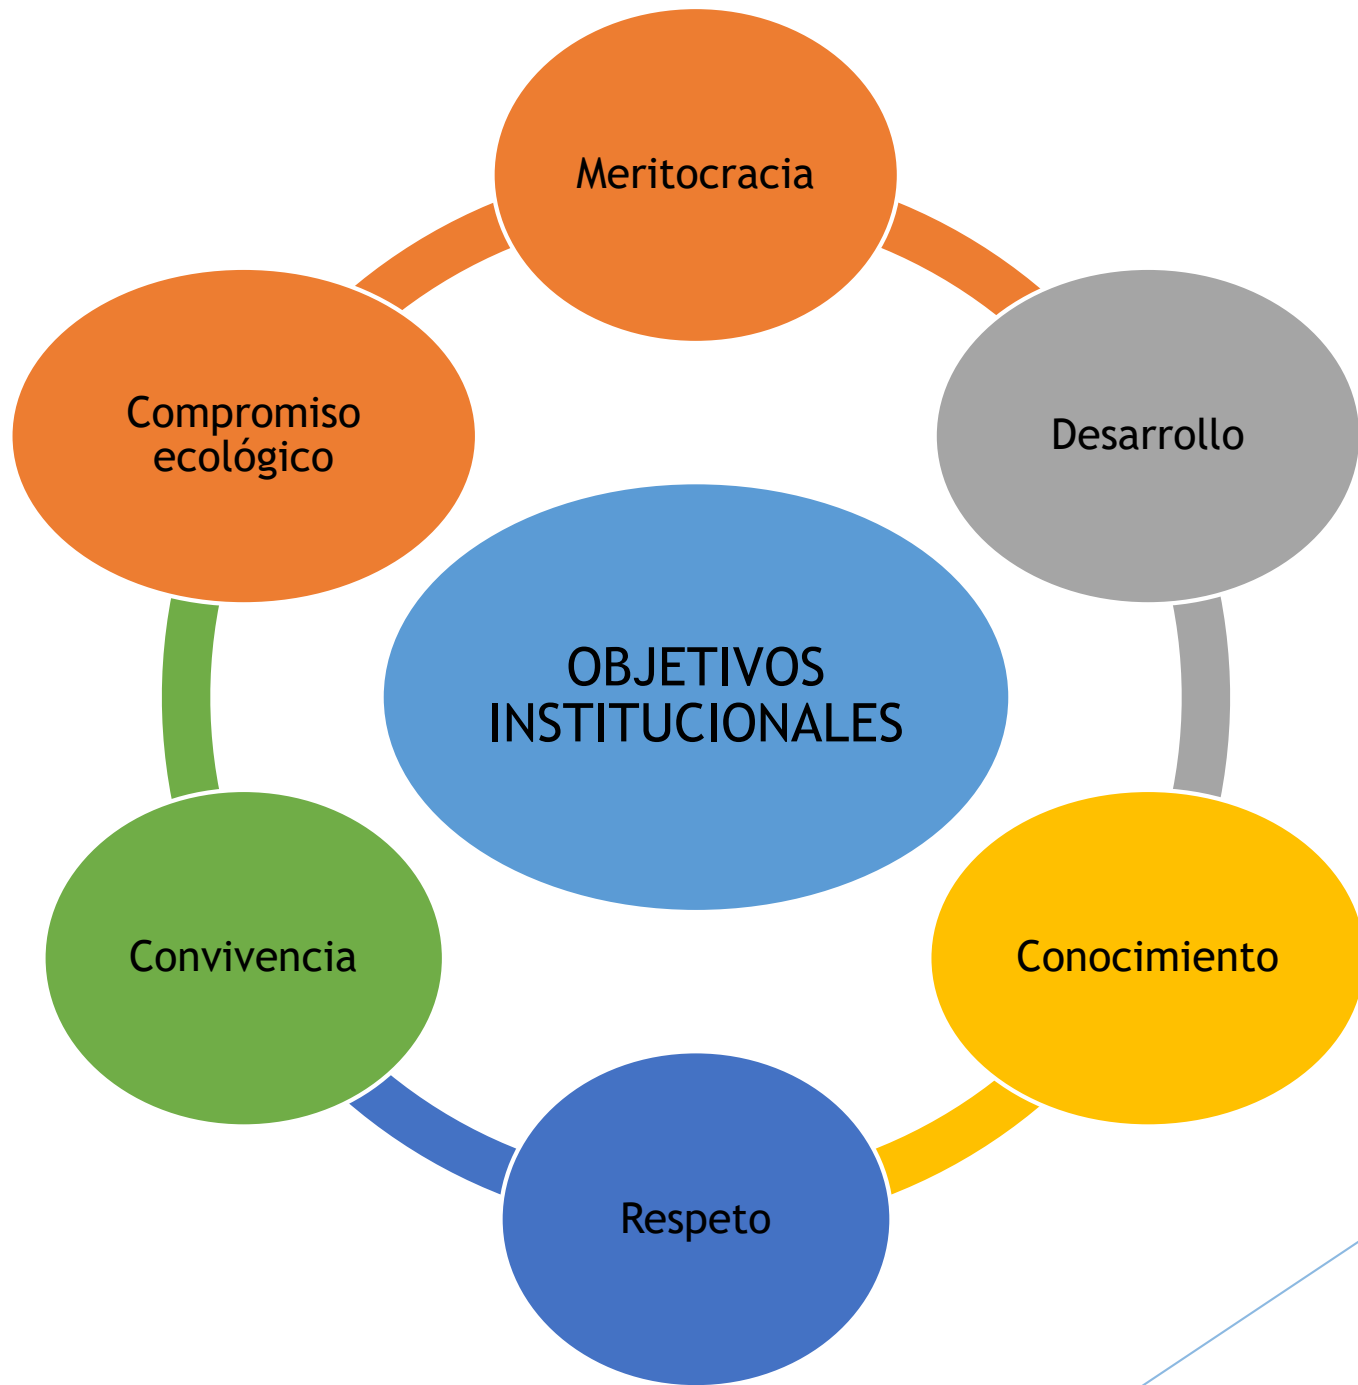 Meritocracia
Desarrollo
Conocimiento
Respeto
Convivencia
Compromiso
ecológico
OBJETIVOS
INSTITUCIONALES